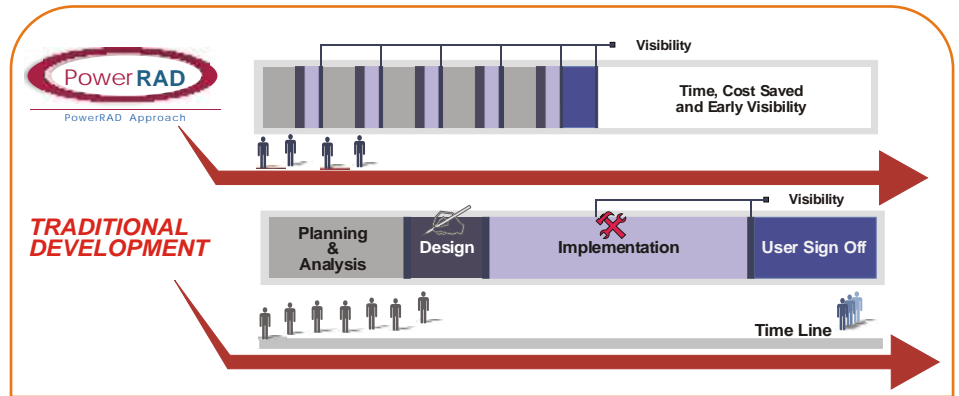 Visibility
PowerRAD
PowerRAD Approach
Time, Cost Saved
and Early Visibility
Visibility
TRADITIONAL
DEVELOPMENT
Planning
&
Analysis
Design
Implementation
User Sign Off
Time Line